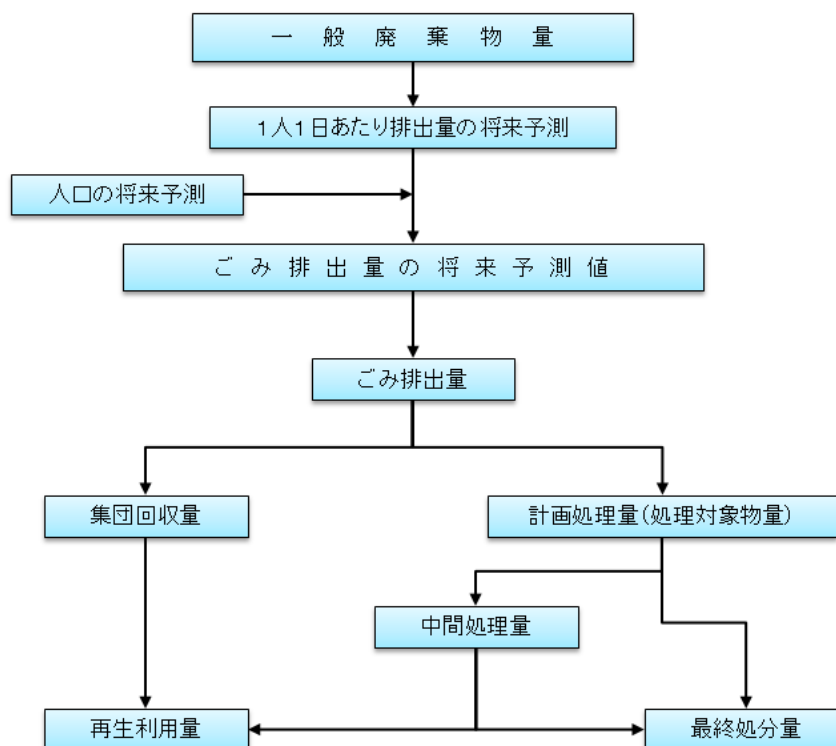 一般廃棄物量
1人1日あたり排出量の将来予測
人口の将来予測
ごみ排出量の将来予測値
ごみ排出量
集団回収量
計画処理量(処理対象物量)
中間処理量
再生利用量
最終処分量